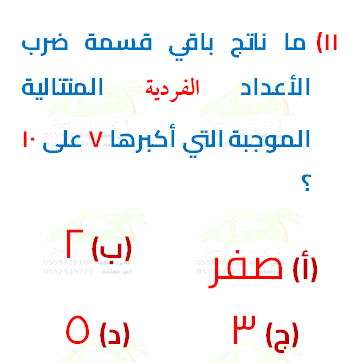 ١١) ما ناتج باقي قسمة ضرب
الأعداد الفردية المتتالية
الموجبة التي أكبرها ٧ على ١٠
؟
(أ) صفر (ب) ٢
(ج) ٣ (د) ٥